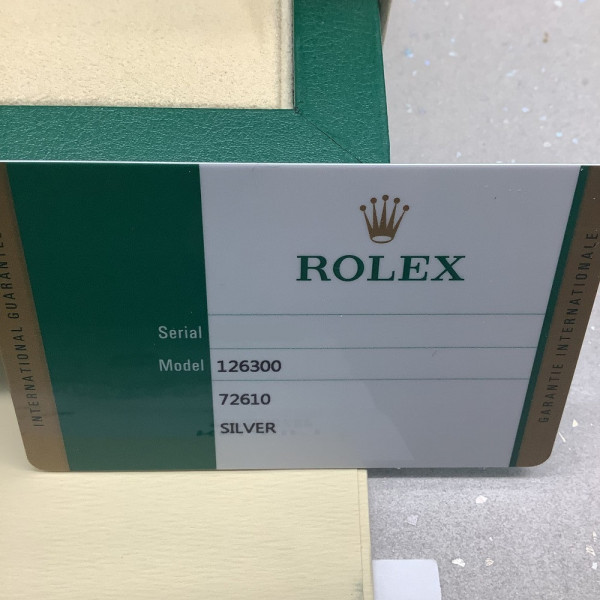 ROLEX
Serial
Model 126300
72610
SILVER
INTERNATIONAL GUARANTEE
GARANTIE INTERNATIONALE